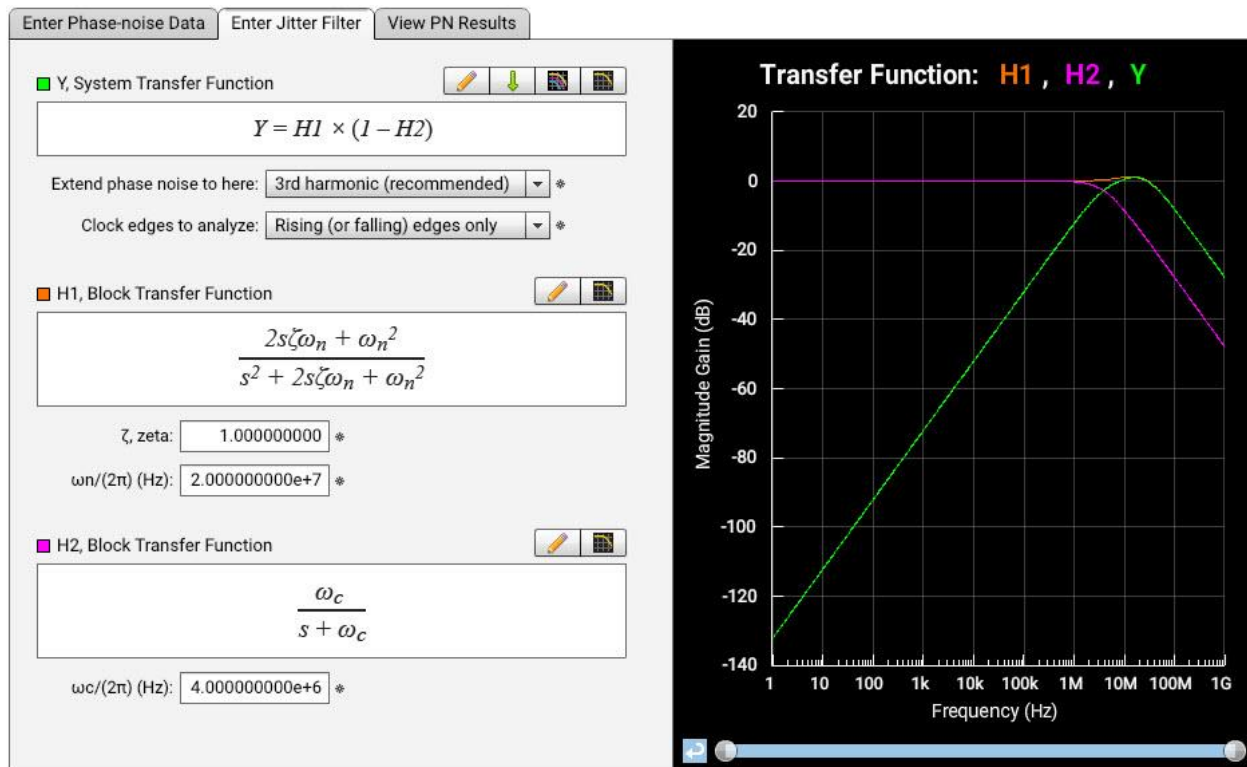 Enter Phase-noise Data Enter Jitter Filter View PN Results
Y, System Transfer Function
Y = H1 × (1 – H2)
Extend phase noise to here: 3rd harmonic (recommended) *
Clock edges to analyze: Rising (or falling) edges only *
H1, Block Transfer Function
2sζωn + ωn²
s² + 2sζωn + ωn²
ζ, zeta: 1.000000000 *
ωn/(2π) (Hz): 2.000000000e+7 *
H2, Block Transfer Function
ωc
s + ωc
ωc/(2π) (Hz): 4.000000000e+6 *
Transfer Function: H1 , H2 , Y
Magnitude Gain (dB)
20
0
-20
-40
-60
-80
-100
-120
-140
1 10 100 1k 10k 100k 1M 10M 100M 1G
Frequency (Hz)